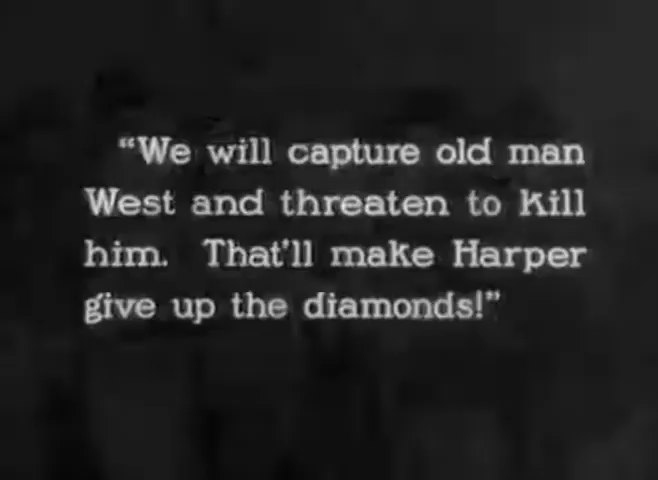 “We will capture old man
West and threaten to kill
him. That'll make Harper
give up the diamonds!”